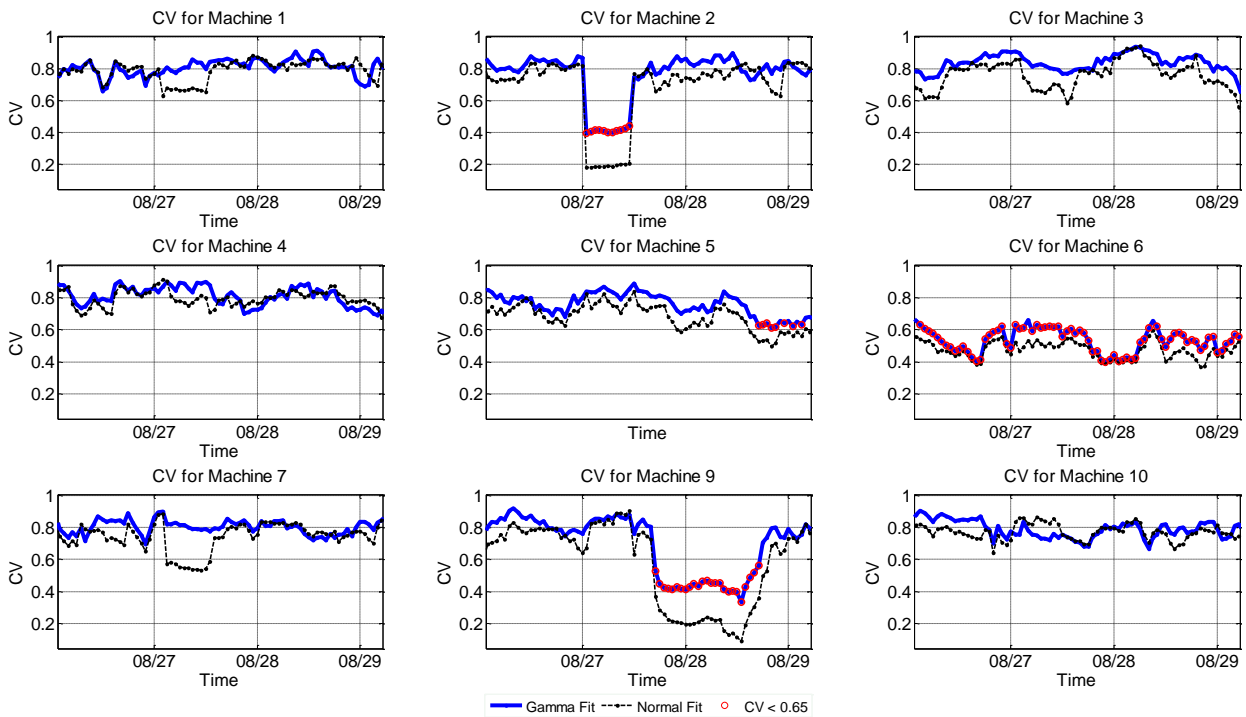 CV for Machine 1
CV
1
0.8
0.6
0.4
0.2
08/27 08/28 08/29
Time
CV for Machine 2
CV
1
0.8
0.6
0.4
0.2
08/27 08/28 08/29
Time
CV for Machine 3
CV
1
0.8
0.6
0.4
0.2
08/27 08/28 08/29
Time
CV for Machine 4
CV
1
0.8
0.6
0.4
0.2
08/27 08/28 08/29
Time
CV for Machine 5
CV
1
0.8
0.6
0.4
0.2
Time
CV for Machine 6
CV
1
0.8
0.6
0.4
0.2
08/27 08/28 08/29
Time
CV for Machine 7
CV
1
0.8
0.6
0.4
0.2
08/27 08/28 08/29
Time
CV for Machine 9
CV
1
0.8
0.6
0.4
0.2
08/27 08/28 08/29
Time
CV for Machine 10
CV
1
0.8
0.6
0.4
0.2
08/27 08/28 08/29
Time
Gamma Fit Normal Fit CV < 0.65